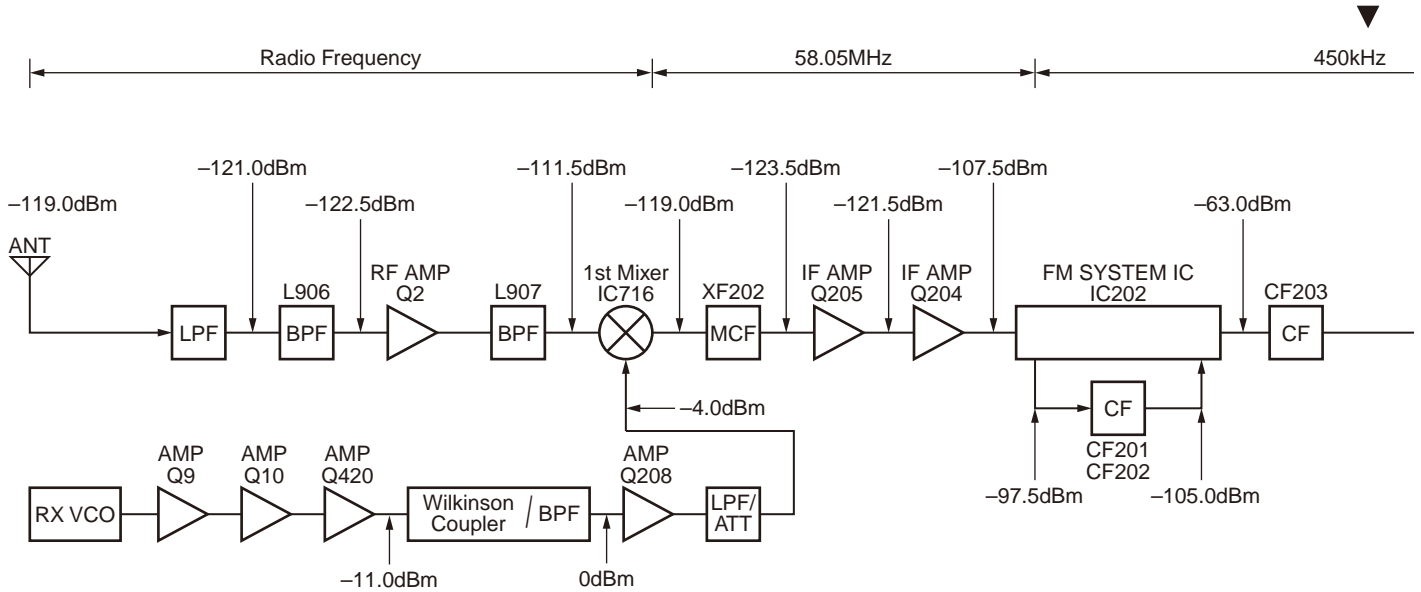 Radio Frequency
58.05MHz
450kHz
–121.0dBm
–111.5dBm
–123.5dBm
–107.5dBm
–119.0dBm
–122.5dBm
–119.0dBm
–121.5dBm
–63.0dBm
ANT
RF AMP
Q2
1st Mixer
IC716
IF AMP
Q205
IF AMP
Q204
FM SYSTEM IC
IC202
L906
L907
XF202
CF203
LPF
BPF
BPF
MCF
CF
–4.0dBm
CF
CF201
CF202
AMP
Q9
AMP
Q10
AMP
Q420
AMP
Q208
–97.5dBm
–105.0dBm
RX VCO
Wilkinson
Coupler
/ BPF
LPF/
ATT
–11.0dBm
0dBm